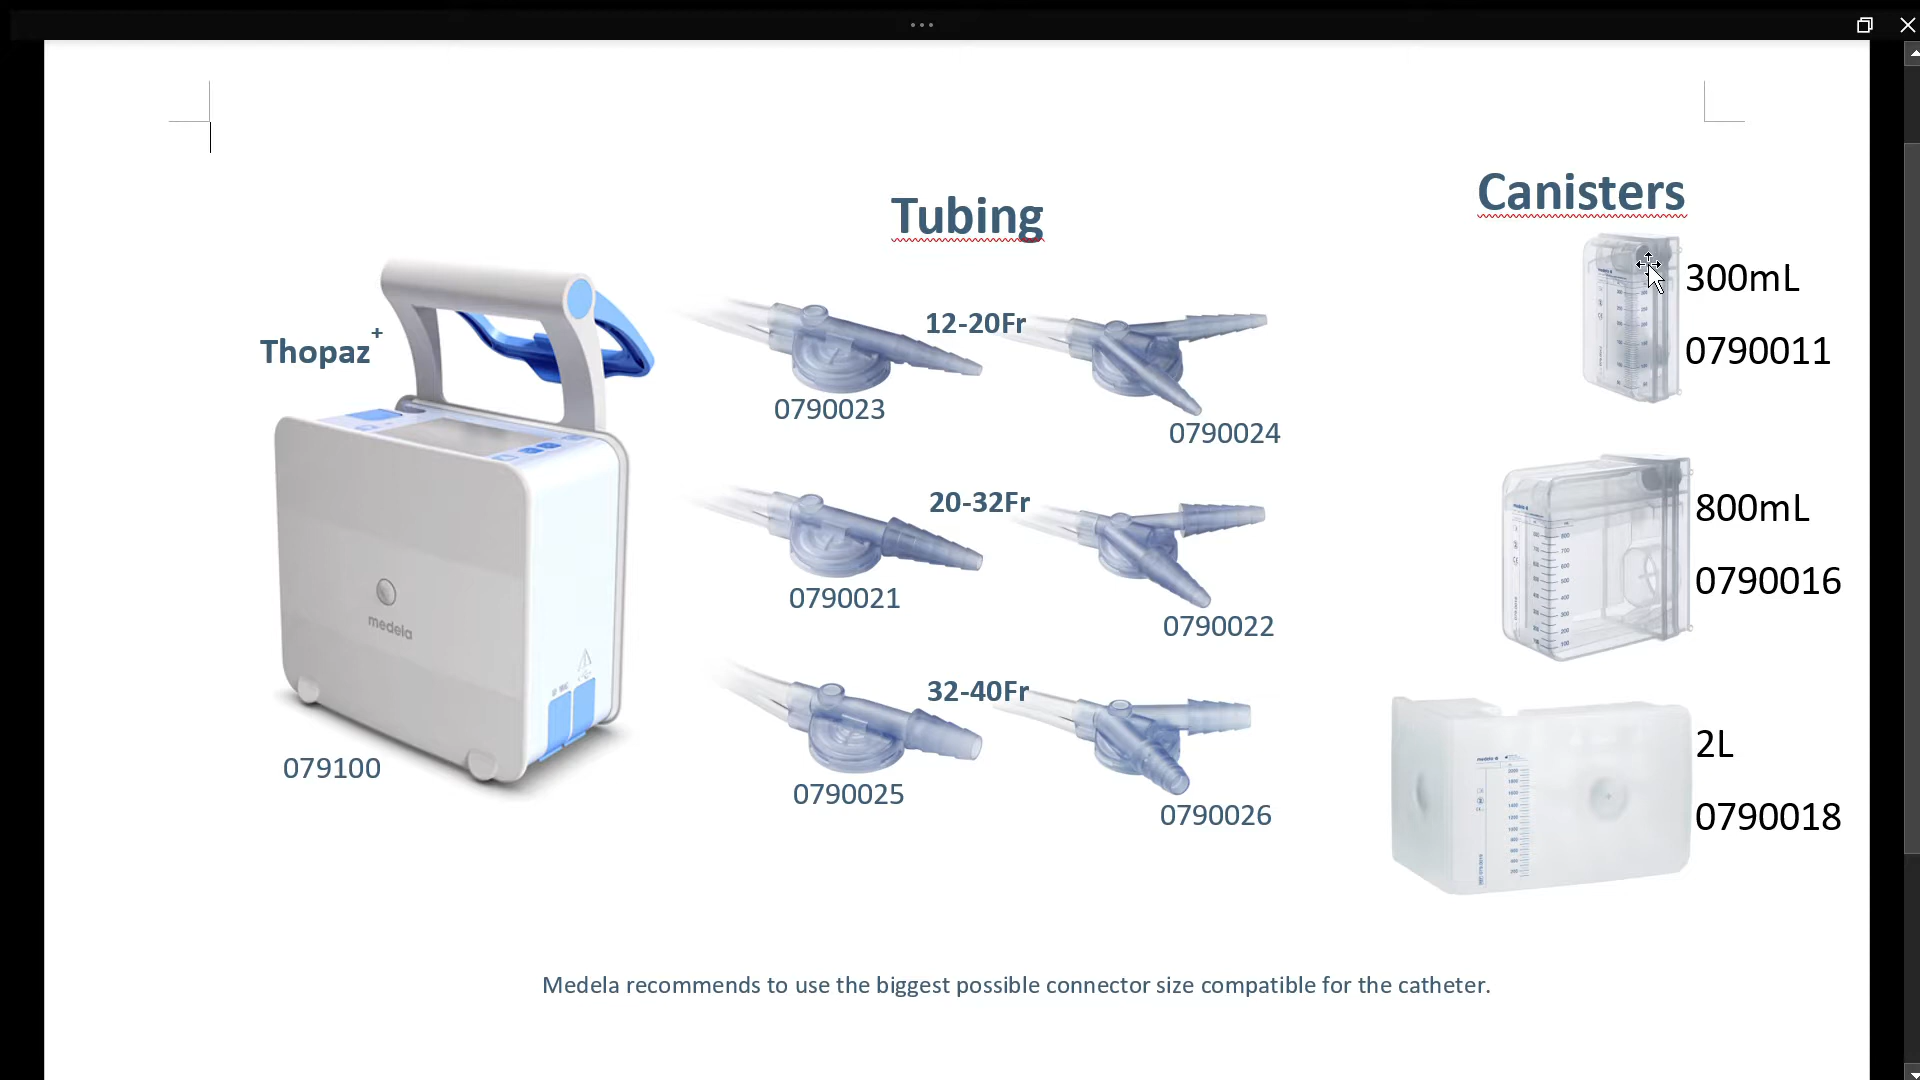 Tubing
Canisters
Thopaz+
12-20Fr
0790023
0790024
20-32Fr
0790021
0790022
32-40Fr
0790025
0790026
medela
079100
300mL
0790011
800mL
0790016
2L
0790018
Medela recommends to use the biggest possible connector size compatible for the catheter.